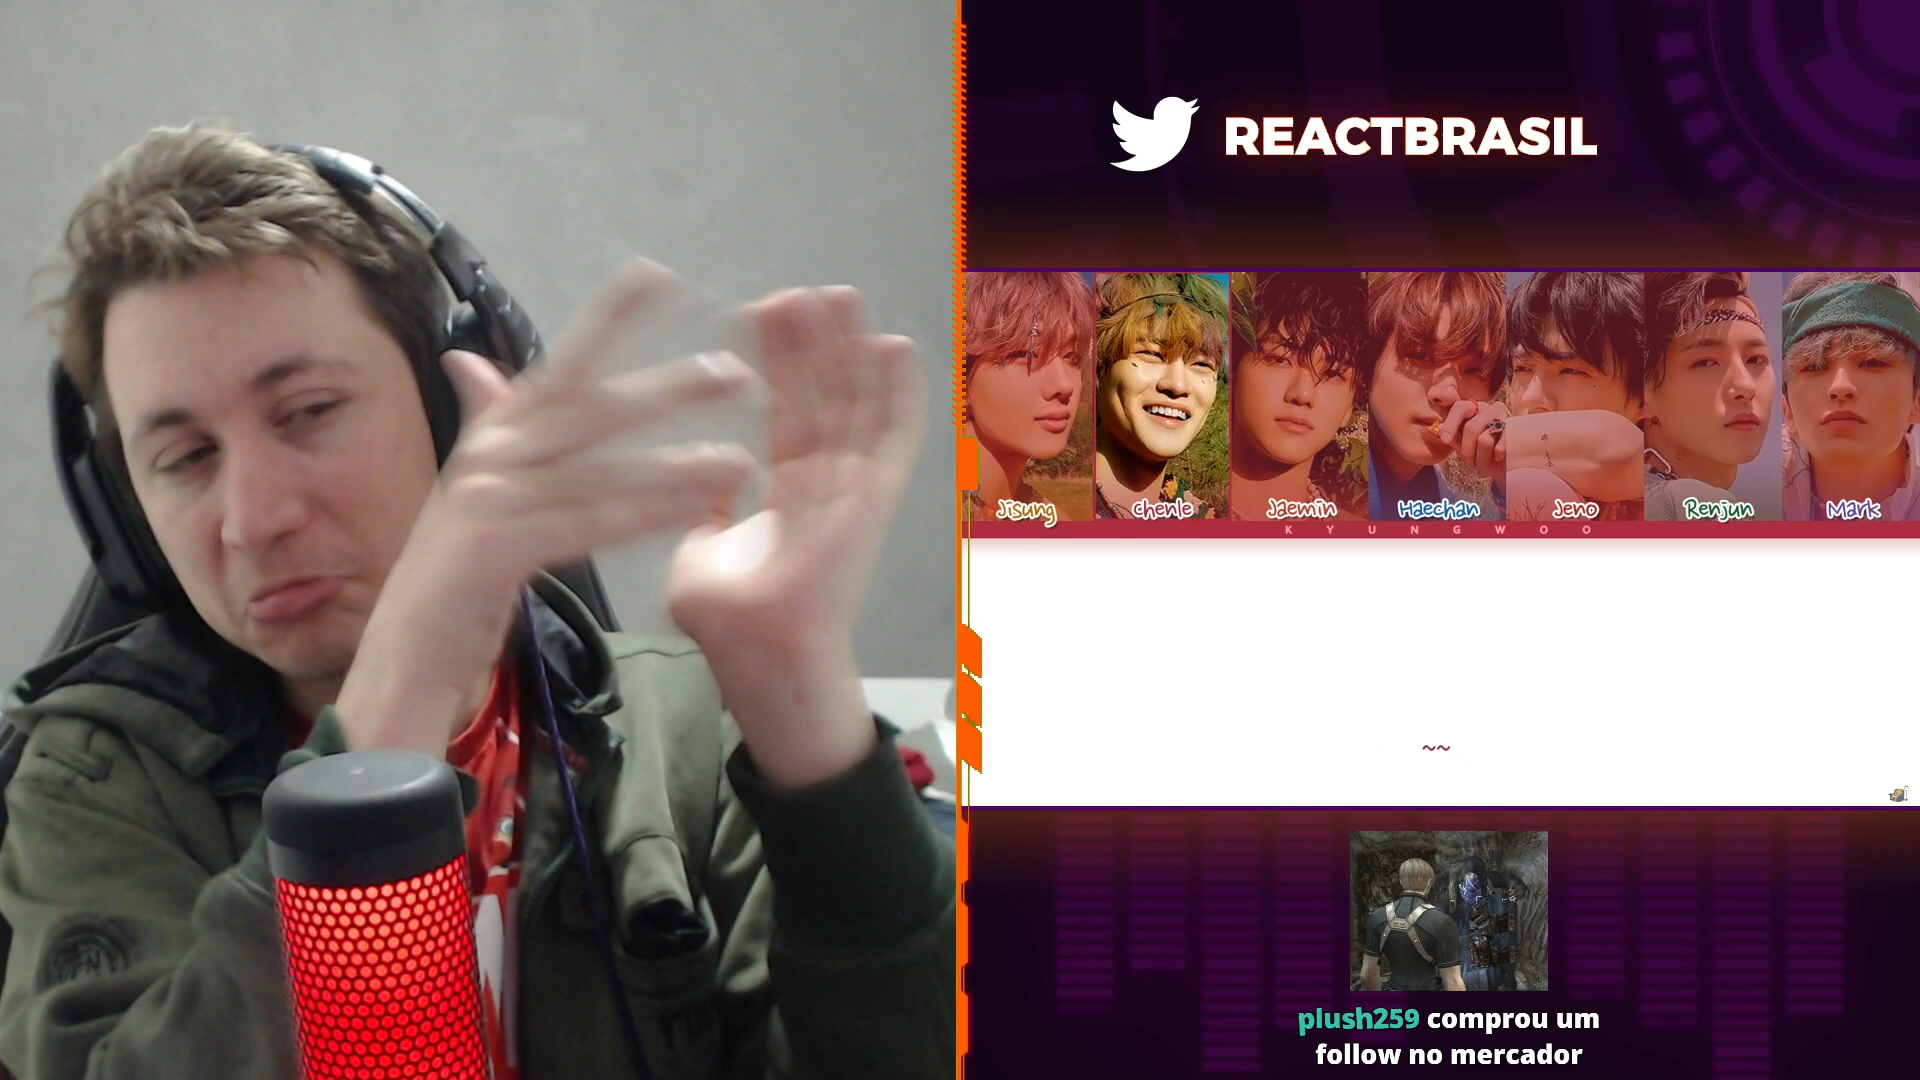 REACTBRASIL
Jisung
chenle
Jaemin
Haechan
Jeno
Renjun
Mark
K Y U N G W O O
~~
plush259 comprou um
follow no mercador